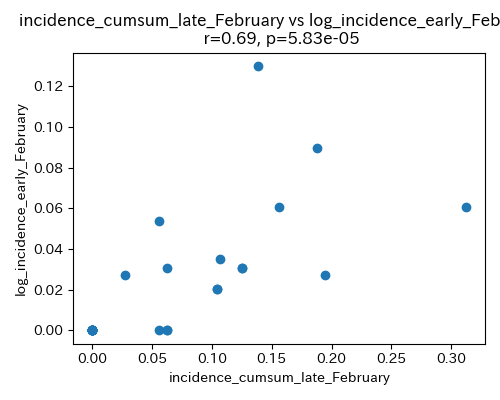 incidence_cumsum_late_February vs log_incidence_early_Feb
r=0.69, p=5.83e-05
0.12
0.10
0.08
0.06
0.04
0.02
0.00
log_incidence_early_February
0.00 0.05 0.10 0.15 0.20 0.25 0.30
incidence_cumsum_late_February